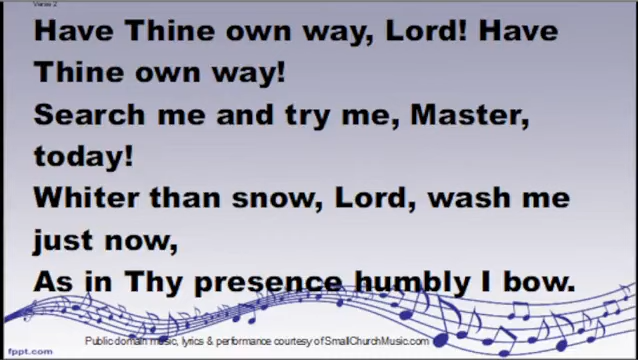 Verse 2
Have Thine own way, Lord! Have
Thine own way!
Search me and try me, Master,
today!
Whiter than snow, Lord, wash me
just now,
As in Thy presence humbly I bow.
Public domain music, lyrics & performance courtesy of SmallChurchMusic.com
fppt.com